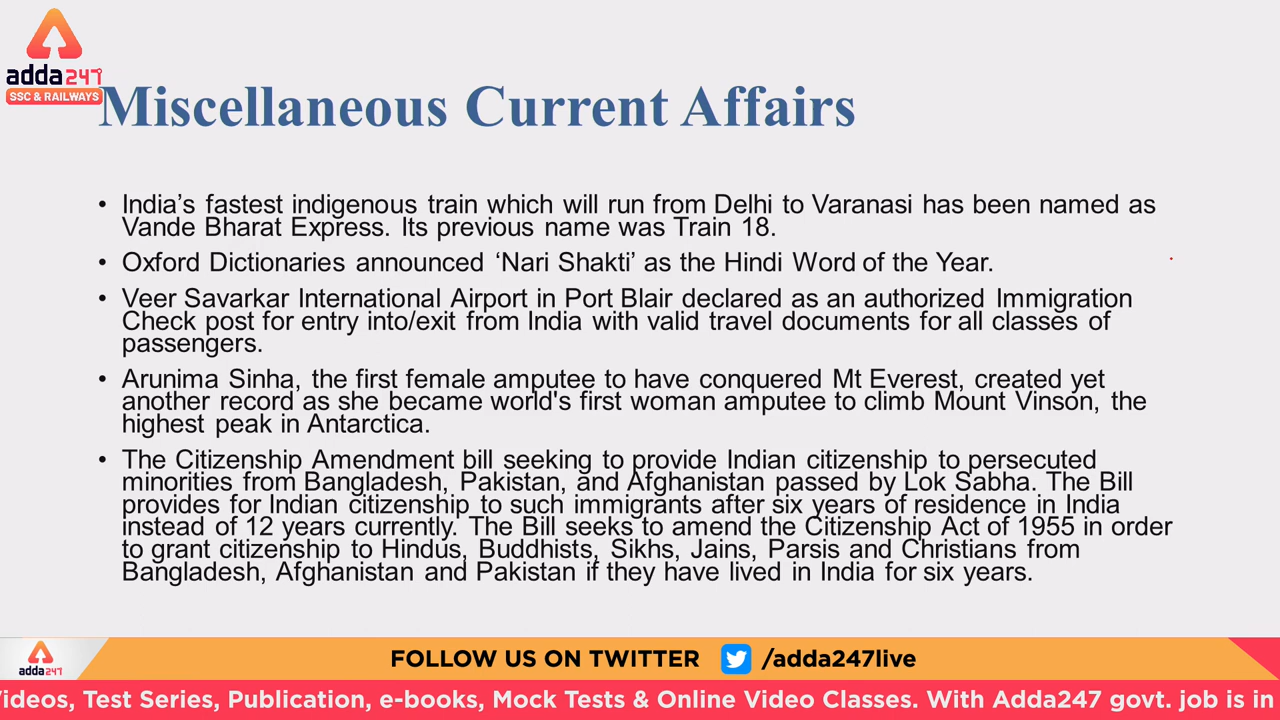 adda247
SSC & RAILWAYS
Miscellaneous Current Affairs
• India’s fastest indigenous train which will run from Delhi to Varanasi has been named as
Vande Bharat Express. Its previous name was Train 18.
• Oxford Dictionaries announced ‘Nari Shakti’ as the Hindi Word of the Year.
• Veer Savarkar International Airport in Port Blair declared as an authorized Immigration
Check post for entry into/exit from India with valid travel documents for all classes of
passengers.
• Arunima Sinha, the first female amputee to have conquered Mt Everest, created yet
another record as she became world's first woman amputee to climb Mount Vinson, the
highest peak in Antarctica.
• The Citizenship Amendment bill seeking to provide Indian citizenship to persecuted
minorities from Bangladesh, Pakistan, and Afghanistan passed by Lok Sabha. The Bill
provides for Indian citizenship to such immigrants after six years of residence in India
instead of 12 years currently. The Bill seeks to amend the Citizenship Act of 1955 in order
to grant citizenship to Hindus, Buddhists, Sikhs, Jains, Parsis and Christians from
Bangladesh, Afghanistan and Pakistan if they have lived in India for six years.
adda247
FOLLOW US ON TWITTER /adda247live
Videos, Test Series, Publication, e-books, Mock Tests & Online Video Classes. With Adda247 govt. job is in